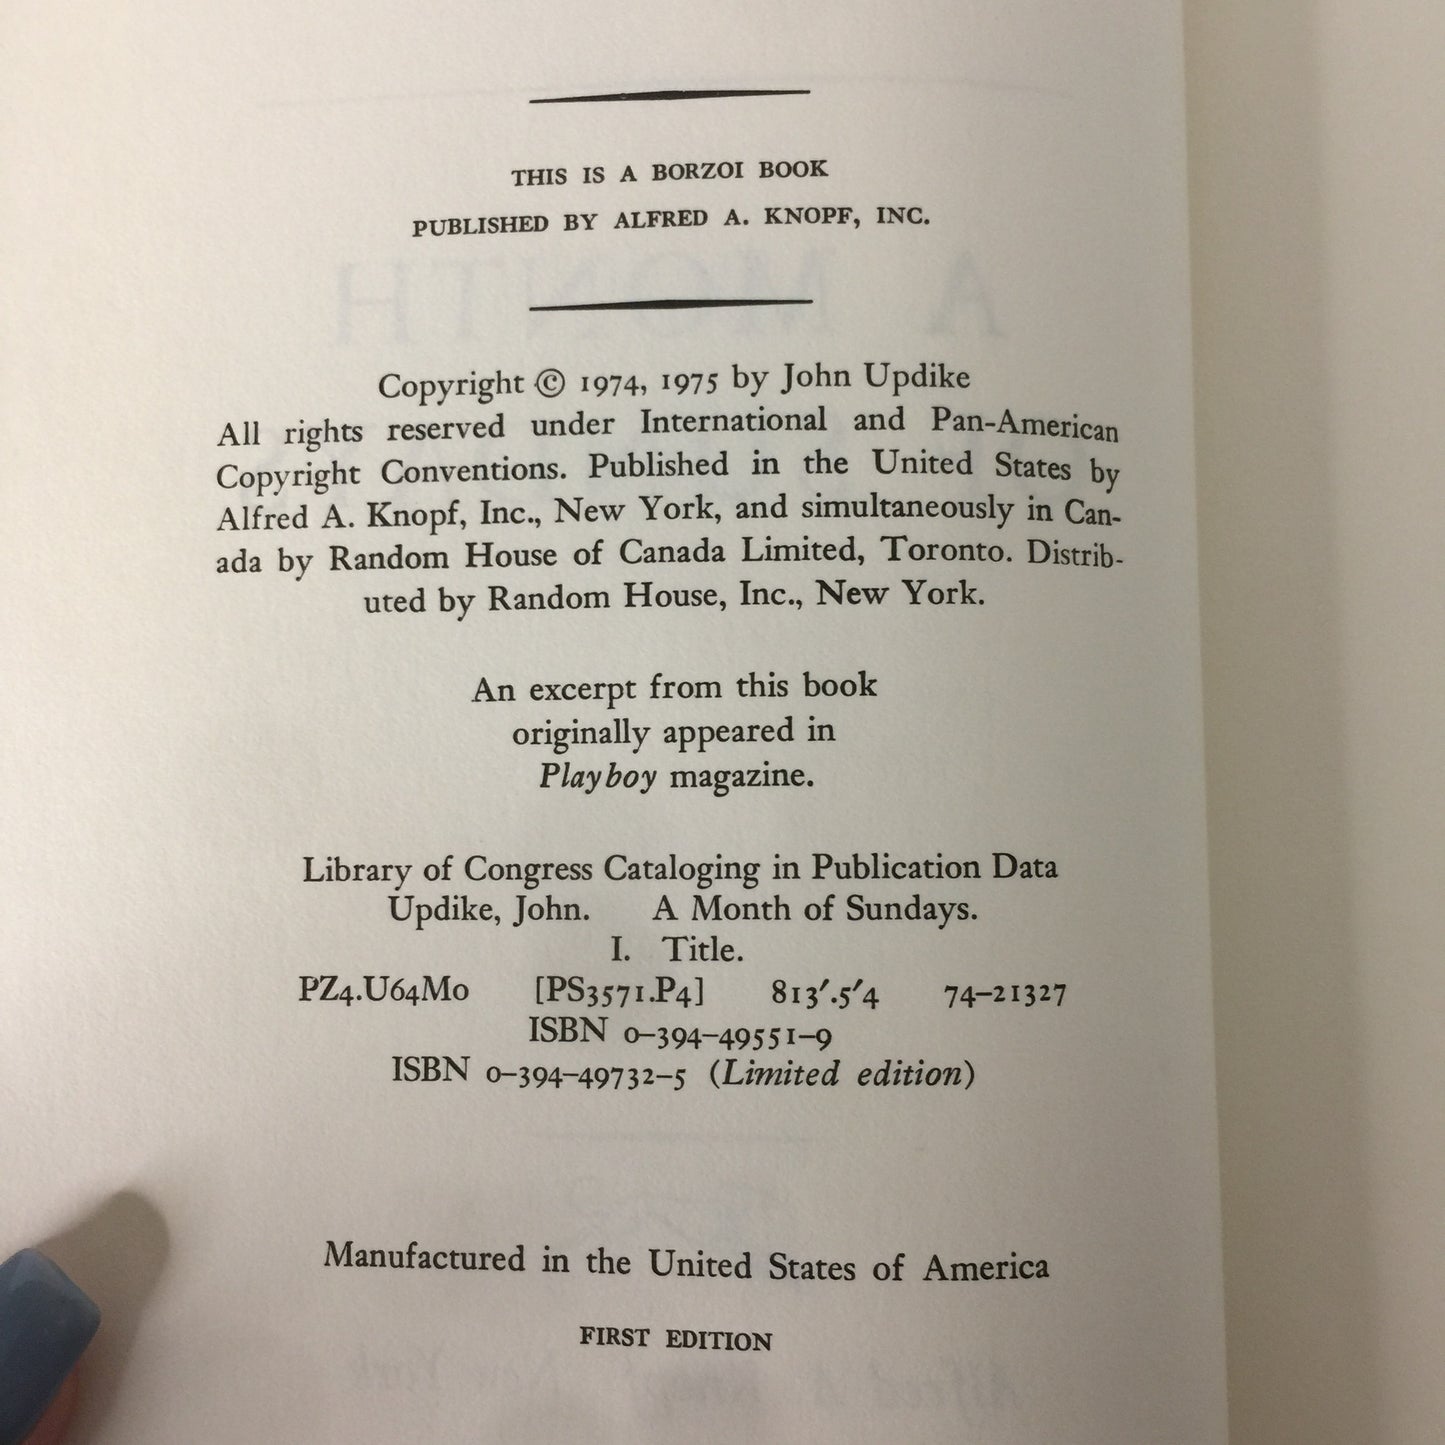 THIS IS A BORZOI BOOK
PUBLISHED BY ALFRED A. KNOPF, INC.
Copyright © 1974, 1975 by John Updike
All rights reserved under International and Pan-American
Copyright Conventions. Published in the United States by
Alfred A. Knopf, Inc., New York, and simultaneously in Can-
ada by Random House of Canada Limited, Toronto. Distrib-
uted by Random House, Inc., New York.
An excerpt from this book
originally appeared in
Playboy magazine.
Library of Congress Cataloging in Publication Data
Updike, John. A Month of Sundays.
I. Title.
PZ4.U64Mo [PS3571.P4] 813′.5′4 74–21327
ISBN 0–394–49551–9
ISBN 0–394–49732–5 (Limited edition)
Manufactured in the United States of America
FIRST EDITION